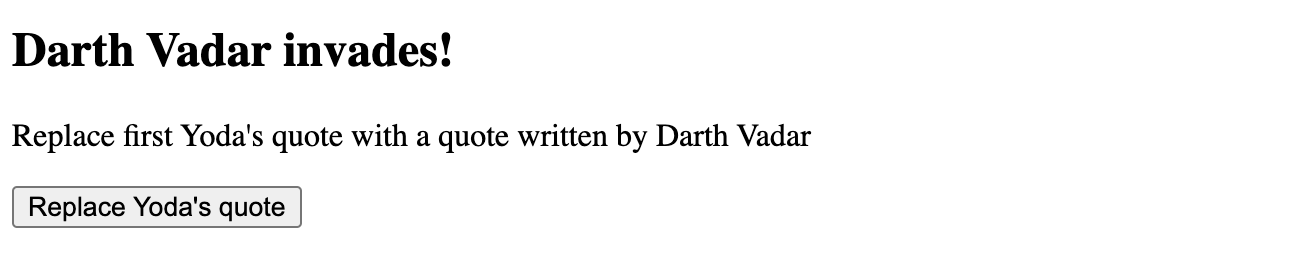 Darth Vadar invades!
Replace first Yoda's quote with a quote written by Darth Vadar
Replace Yoda's quote